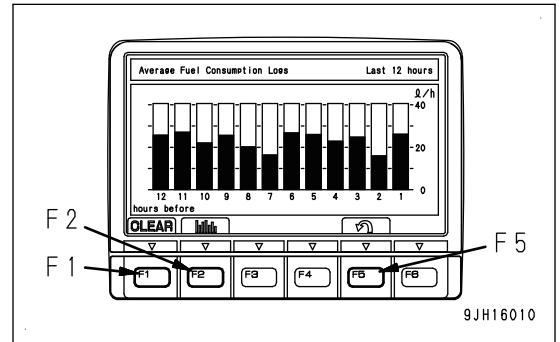 Average Fuel Consumption Logs Last 12 hours
ℓ/h
40
20
0
12 11 10 9 8 7 6 5 4 3 2 1
hours before
CLEAR
F2
F1
F5
F1 F2 F3 F4 F5 F6
9JH16010